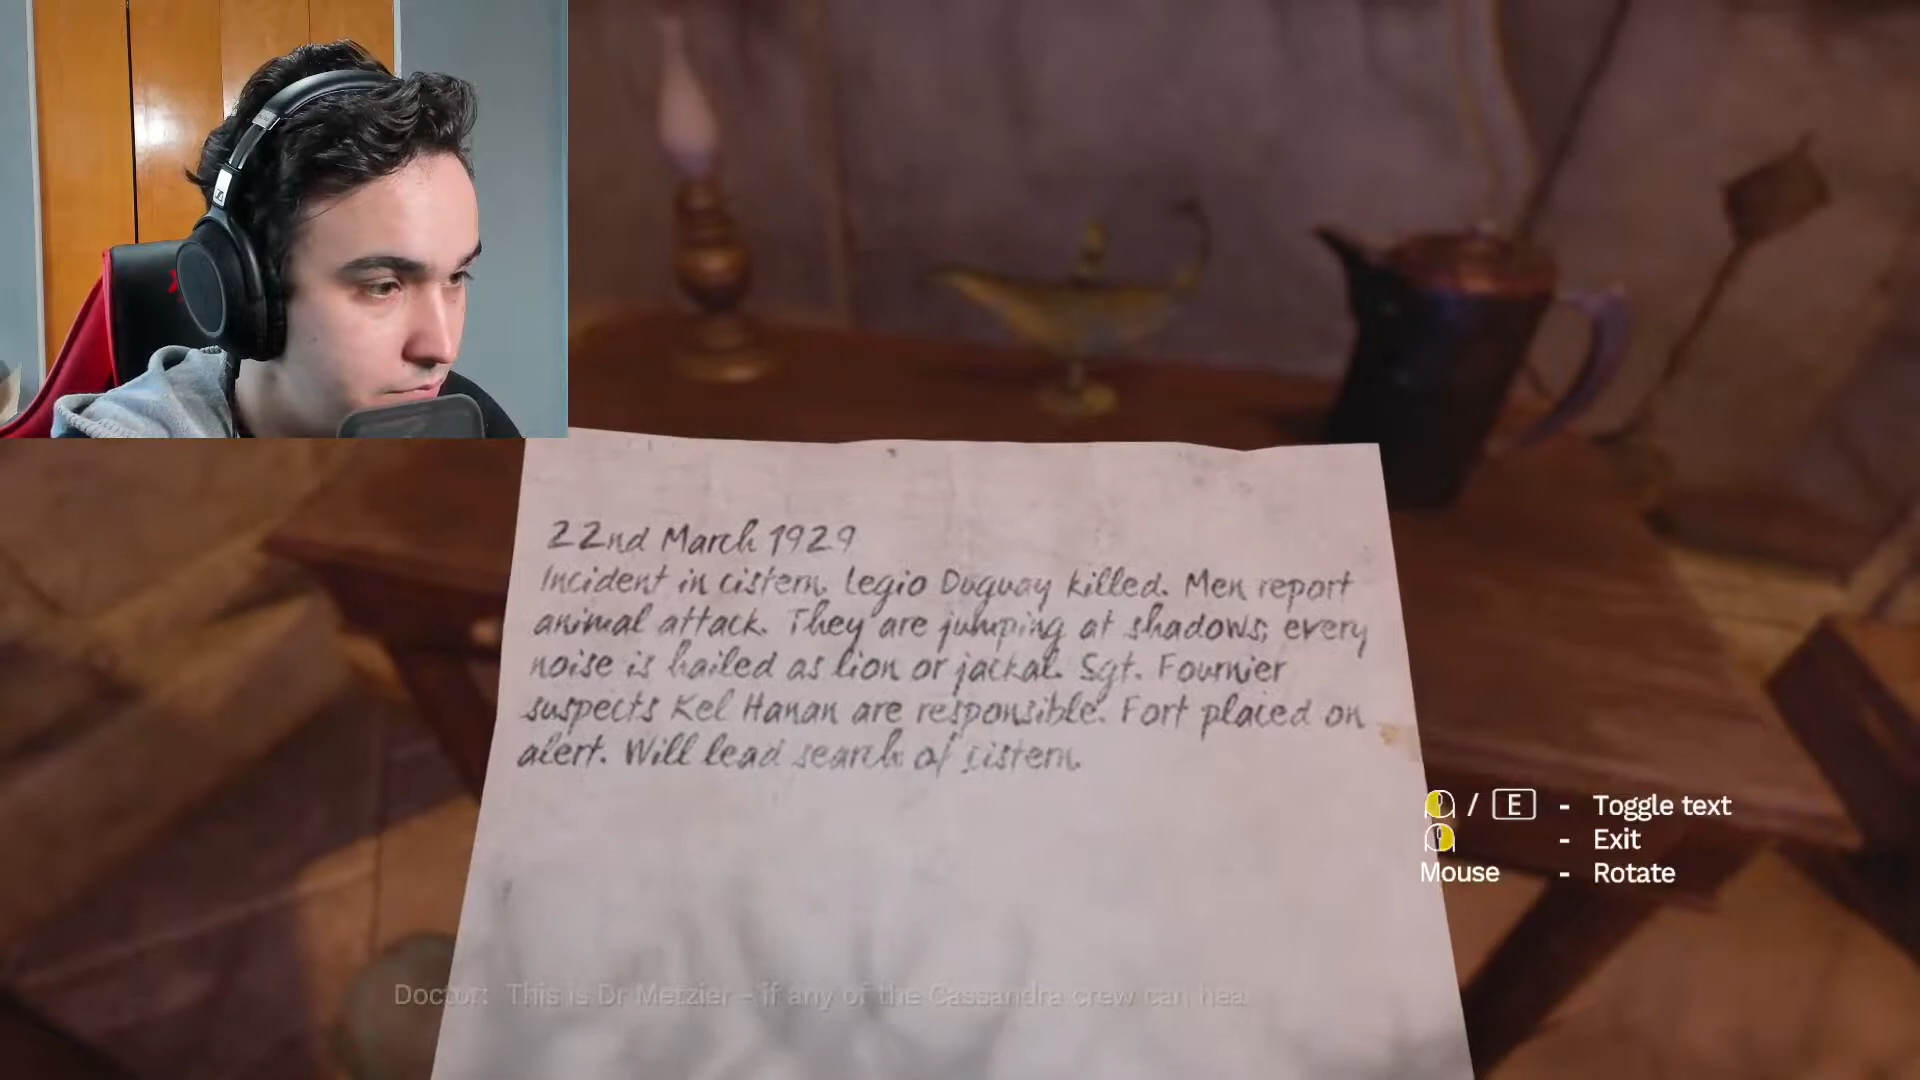 22nd March 1929
Incident in cistern. Legio Duguay killed. Men report
animal attack. They are jumping at shadows; every
noise is hailed as lion or jackal. Sgt. Fournier
suspects Kel Hanan are responsible. Fort placed on
alert. Will lead search of cistern.
/ E - Toggle text
- Exit
Mouse - Rotate
Doctor: This is Dr Metzier – if any of the Cassandra crew can hea